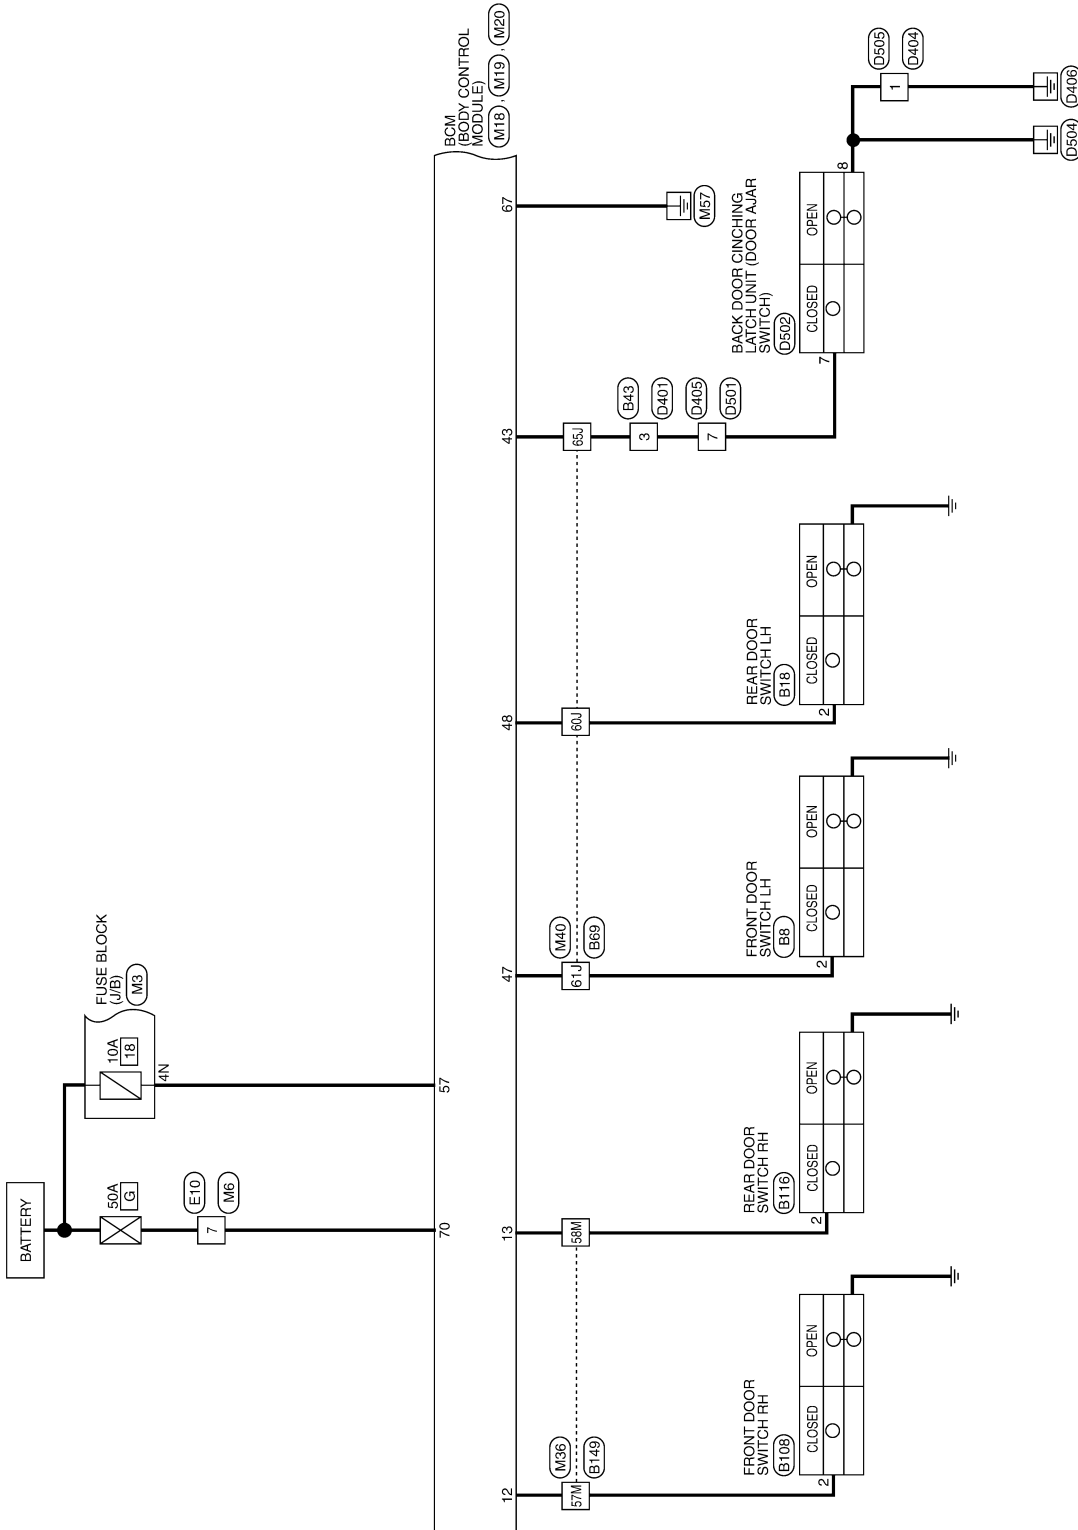 BATTERY
50A
G
E10
M6
7
FUSE BLOCK
(J/B)
M3
10A
18
4N
70
57
BCM
(BODY CONTROL
MODULE)
M18 , M19 , M20
12
13
47
48
43
67
57M
M36
B149
58M
61J
M40
B69
60J
65J
3
B43
D401
7
D405
D501
M57
FRONT DOOR
SWITCH RH
B108
2
CLOSED
OPEN
REAR DOOR
SWITCH RH
B116
2
CLOSED
OPEN
FRONT DOOR
SWITCH LH
B8
2
CLOSED
OPEN
REAR DOOR
SWITCH LH
B18
2
CLOSED
OPEN
BACK DOOR CINCHING
LATCH UNIT (DOOR AJAR
SWITCH)
D502
7
CLOSED
OPEN
8
1
D505
D404
D504
D406